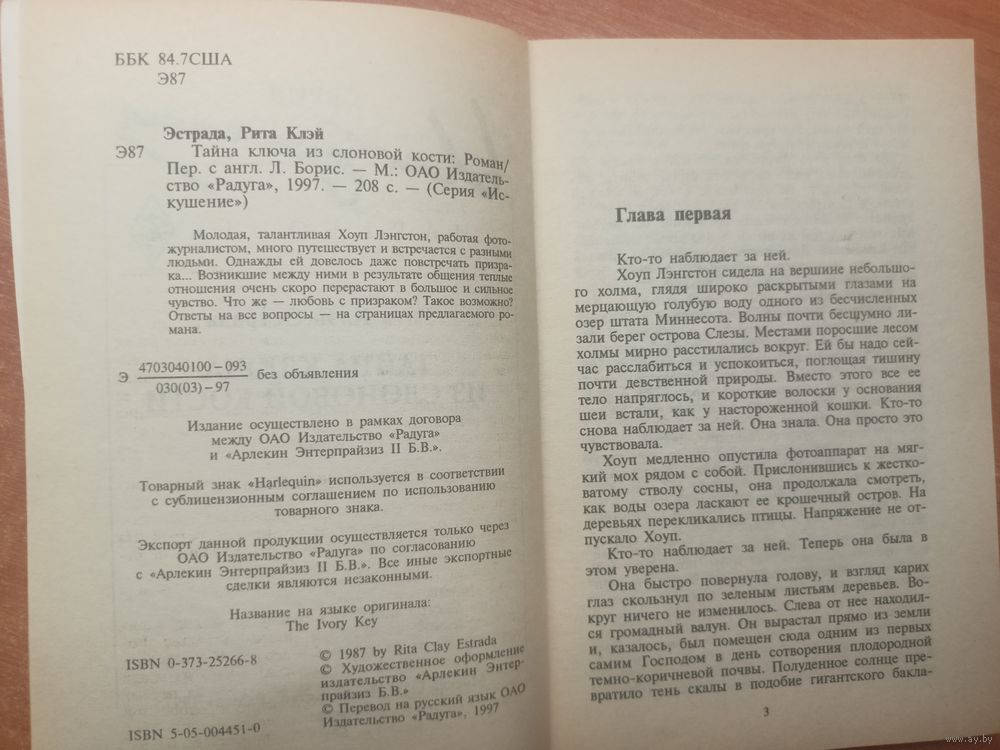 ББК 84.7США
Э87
Эстрада, Рита Клэй
Э87 Тайна ключа из слоновой кости: Роман/
Пер. с англ. Л. Борис. — М.: ОАО Издатель-
ство «Радуга», 1997. — 208 с. — (Серия «Ис-
кушение»)
Молодая, талантливая Хоуп Лэнгстон, работая фото-
журналистом, много путешествует и встречается с разными
людьми. Однажды ей довелось даже повстречать призра-
ка... Возникшие между ними в результате общения теплые
отношения очень скоро перерастают в большое и сильное
чувство. Что же — любовь с призраком? Такое возможно?
Ответы на все вопросы — на страницах предлагаемого ро-
мана.
Э 4703040100–093
030(03)–97 без объявления
Издание осуществлено в рамках договора
между ОАО Издательство «Радуга»
и «Арлекин Энтерпрайзиз II Б.В.».
Товарный знак «Harlequin» используется в соответствии
с сублицензионным соглашением по использованию
товарного знака.
Экспорт данной продукции осуществляется только через
ОАО Издательство «Радуга» по согласованию
с «Арлекин Энтерпрайзиз II Б.В.». Все иные экспортные
сделки являются незаконными.
Название на языке оригинала:
The Ivory Key
© 1987 by Rita Clay Estrada
ISBN 0-373-25266-8
© Художественное оформление
издательство «Арлекин Энтер-
прайзиз Б.В.»
© Перевод на русский язык ОАО
Издательство «Радуга», 1997
ISBN 5-05-004451-0
Глава первая
Кто-то наблюдает за ней.
Хоуп Лэнгстон сидела на вершине небольшо-
го холма, глядя широко раскрытыми глазами на
мерцающую голубую воду одного из бесчисленных
озер штата Миннесота. Волны почти бесшумно ли-
зали берег острова Слезы. Местами поросшие лесом
холмы мирно расстилались вокруг. Ей бы надо сей-
час расслабиться и успокоиться, поглощая тишину
почти девственной природы. Вместо этого все ее
тело напряглось, и короткие волоски у основания
шеи встали, как у настороженной кошки. Кто-то
снова наблюдает за ней. Она знала. Она просто это
чувствовала.
Хоуп медленно опустила фотоаппарат на мяг-
кий мох рядом с собой. Прислонившись к жестко-
ватому стволу сосны, она продолжала смотреть,
как воды озера ласкают ее крошечный остров. На
деревьях перекликались птицы. Напряжение не от-
пускало Хоуп.
Кто-то наблюдает за ней. Теперь она была в
этом уверена.
Она быстро повернула голову, и взгляд карих
глаз скользнул по зеленым листьям деревьев. Во-
круг ничего не изменилось. Слева от нее находил-
ся громадный валун. Он вырастал прямо из земли
и, казалось, был помещен сюда одним из первых
самим Господом в день сотворения плодородной
темно-коричневой почвы. Полуденное солнце пре-
вратило тень скалы в подобие гигантского бакла-
3
www.ay.by